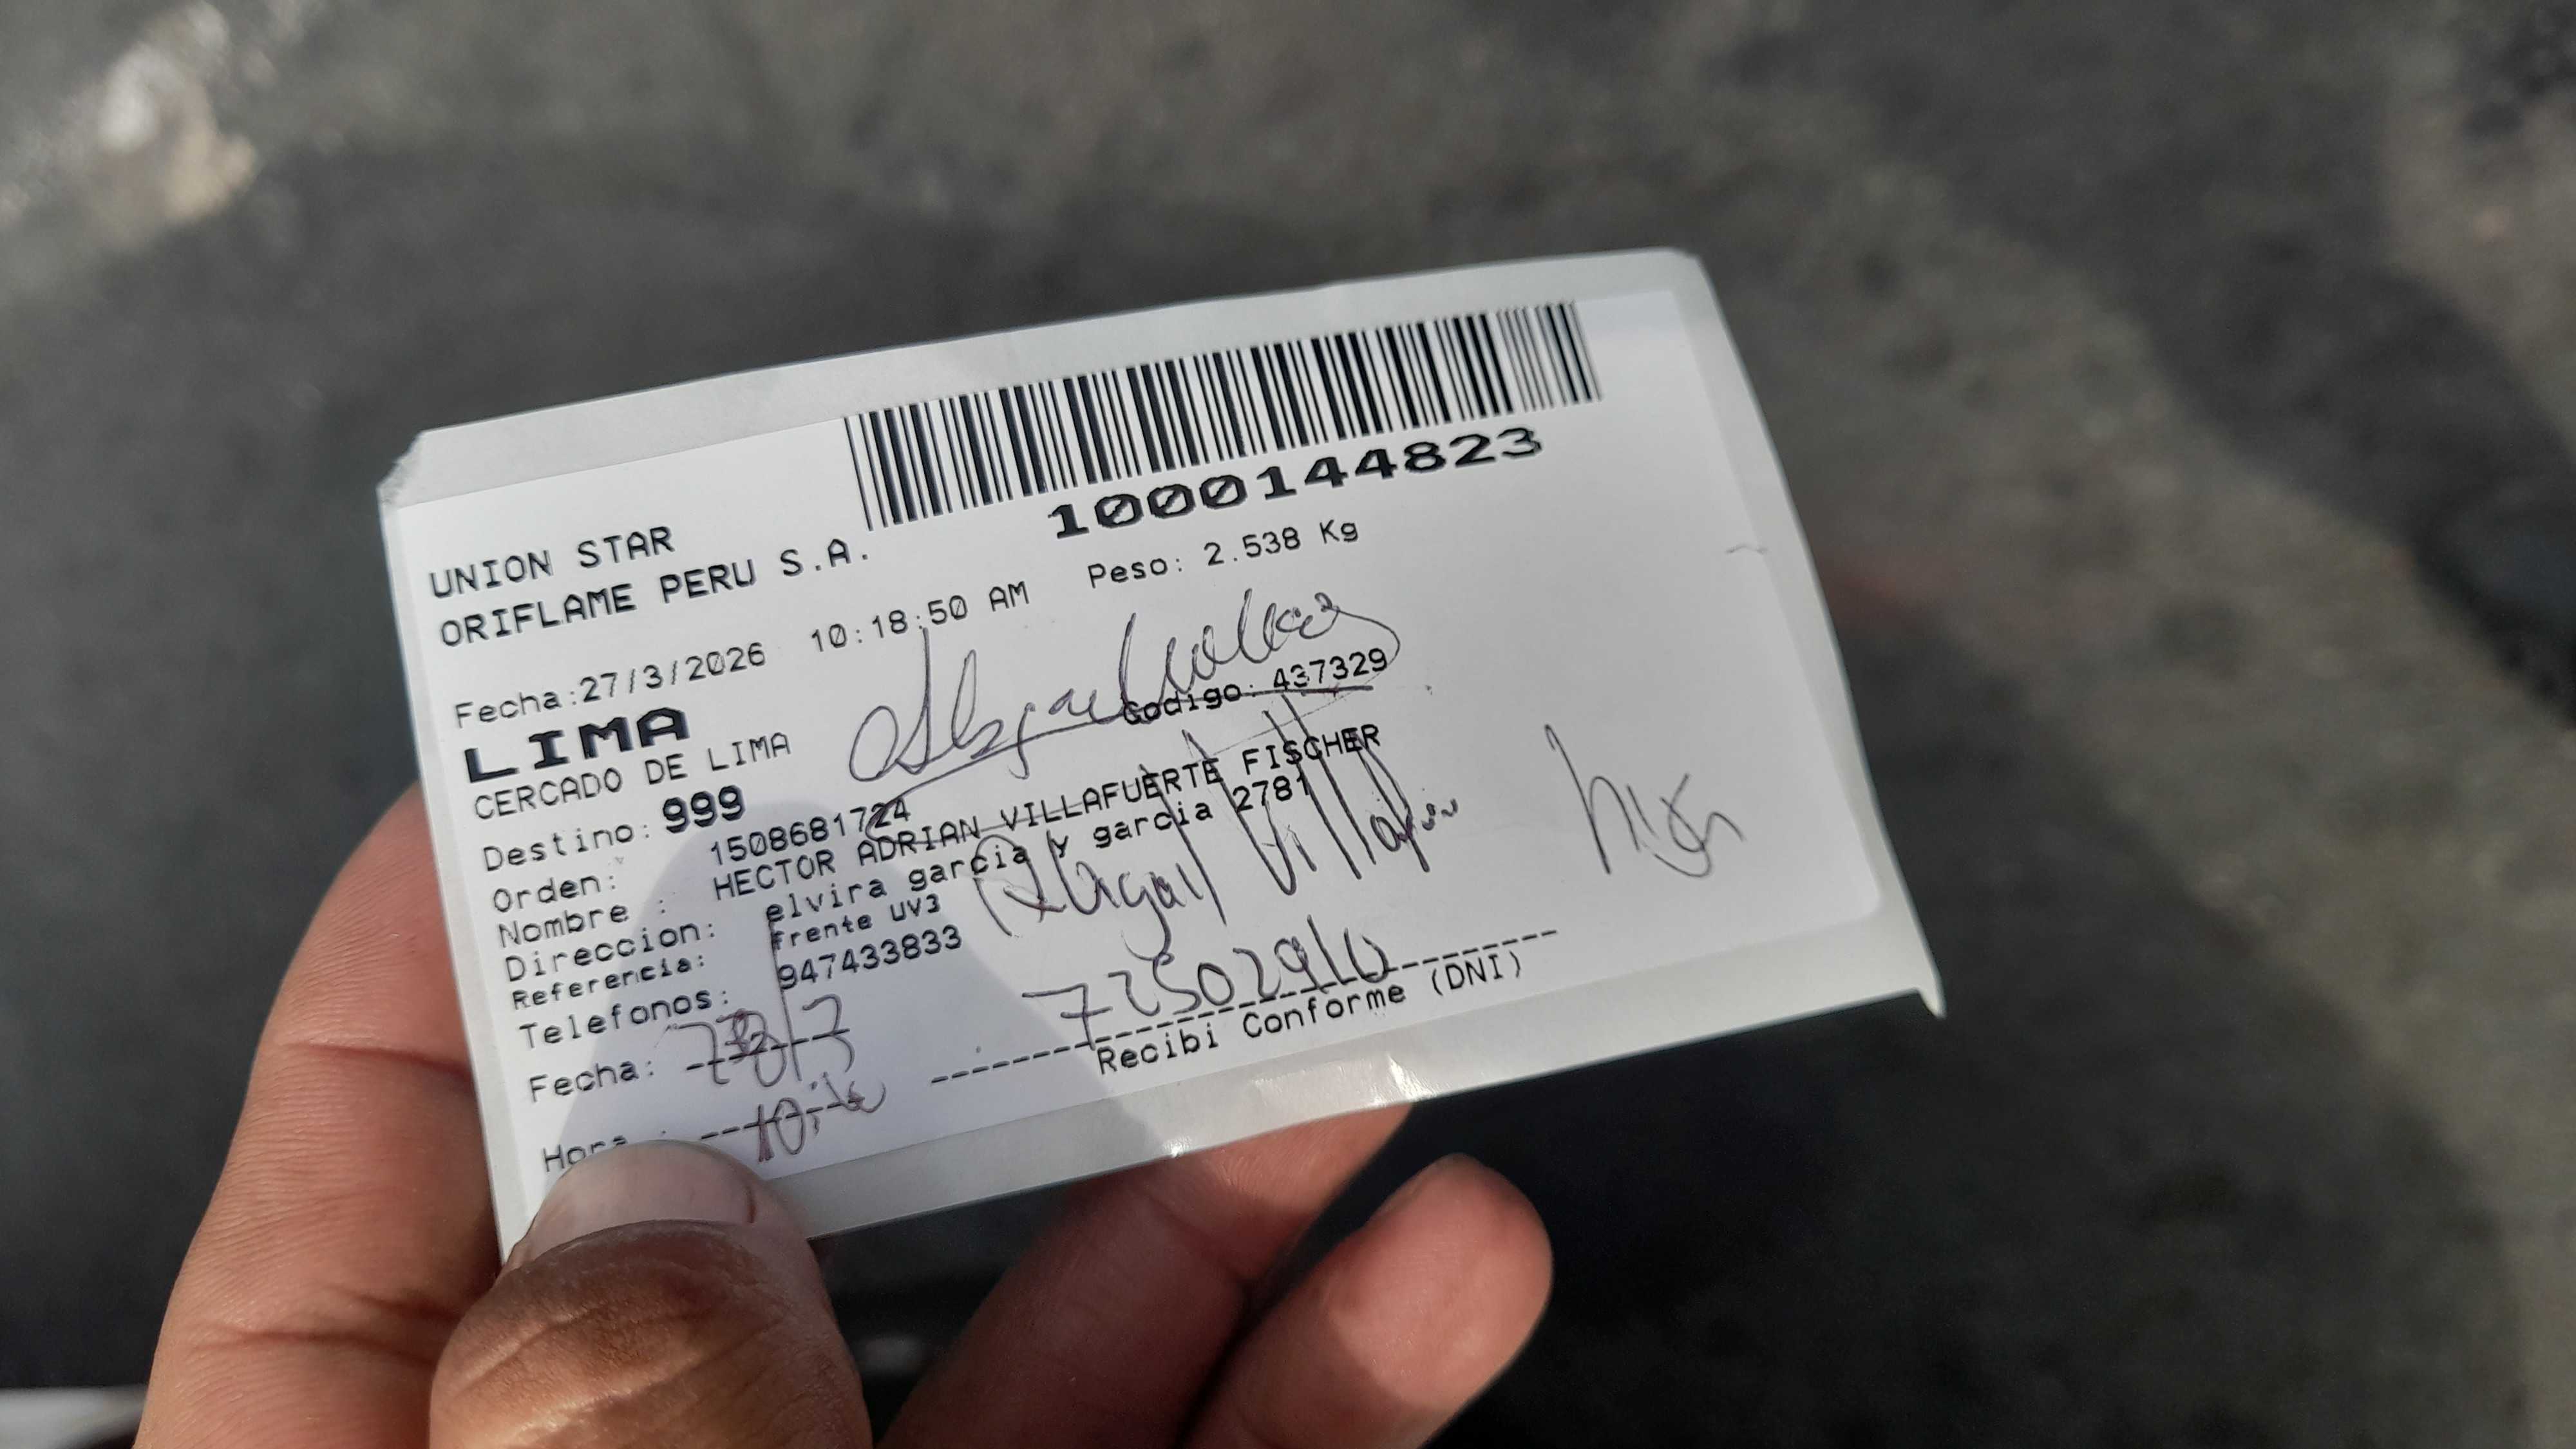 1000144823
UNION STAR
ORIFLAME PERU S.A.
Fecha:27/3/2026 10:18:50 AM Peso: 2.538 Kg
LIMA
CERCADO DE LIMA Codigo: 437329
Destino: 999
Orden: 1508681724
Nombre : HECTOR ADRIAN VILLAFUERTE FISCHER
Direccion: elvira garcia y garcia 2781
Referencia: Frente UV3
Telefonos: 947433833
Abigail
72502910
Fecha:
Recibi Conforme (DNI)
Hora :